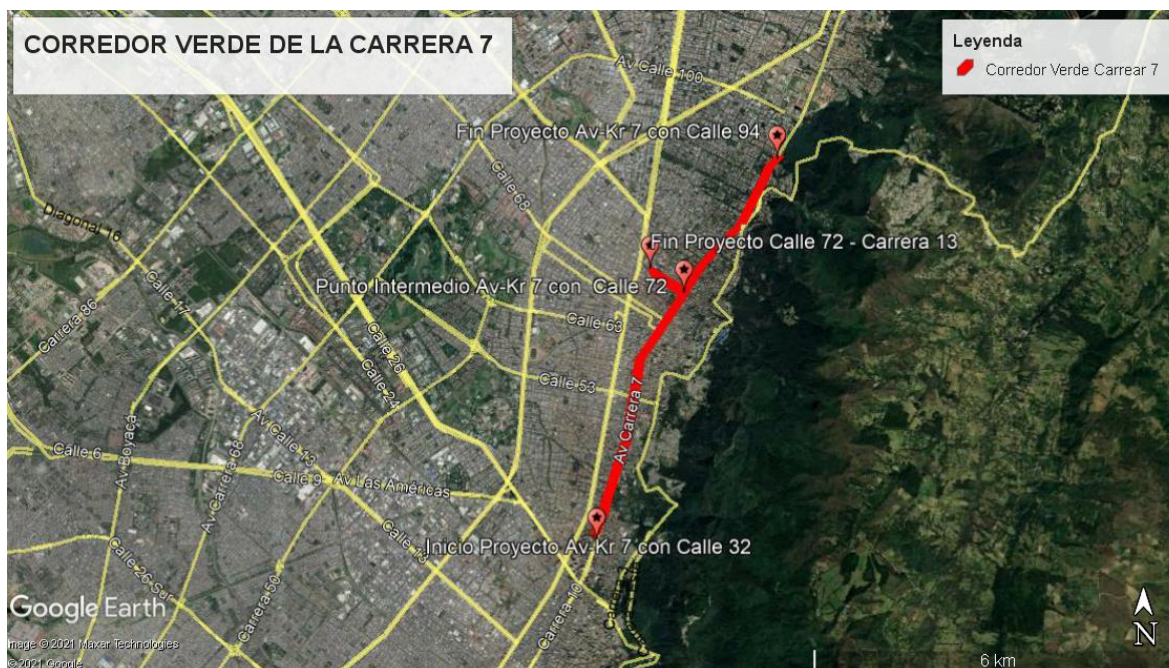 CORREDOR VERDE DE LA CARRERA 7
Leyenda
Corredor Verde Carrear 7
Av Calle 100
Fin Proyecto Av-Kr 7 con Calle 94
Calle 68
Diagonal 16
Fin Proyecto Calle 72 - Carrera 13
Punto Intermedio Av-Kr 7 con Calle 72
Calle 17
Carrera 86
Calle 26
Calle 63
Calle 24
Calle 53
Av Carrera 7
Av Calle 13
Calle 6
Av Boyaca
Av Carrera 68
Calle 9
Av Las Américas
Inicio Proyecto Av-Kr 7 con Calle 32
Calle 26 Sur
Carrera 50
Carrera 10
Google Earth
Image © 2021 Maxar Technologies
© 2021 Google
N
6 km